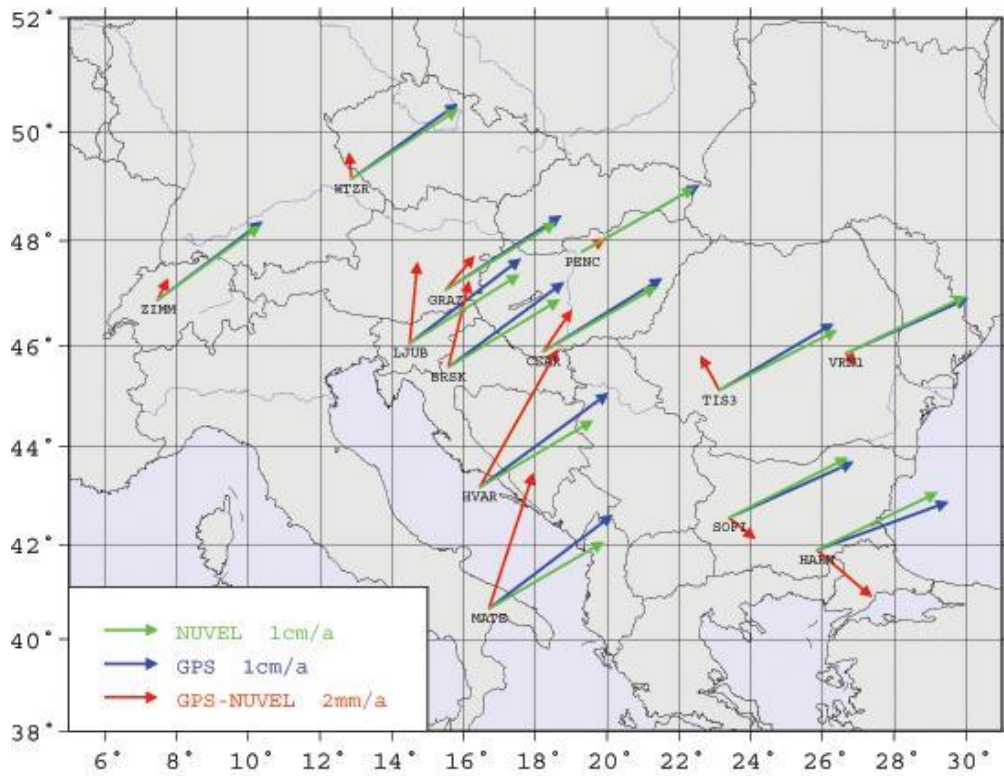 52°
50°
48°
46°
44°
42°
40°
38°
WTZR
PENC
GRAZ
ZIMM
LJUB
BRSK
VRN1
TIS3
HVAR
SOFI
HARM
MATE
NUVEL 1cm/a
GPS 1cm/a
GPS-NUVEL 2mm/a
6° 8° 10° 12° 14° 16° 18° 20° 22° 24° 26° 28° 30°